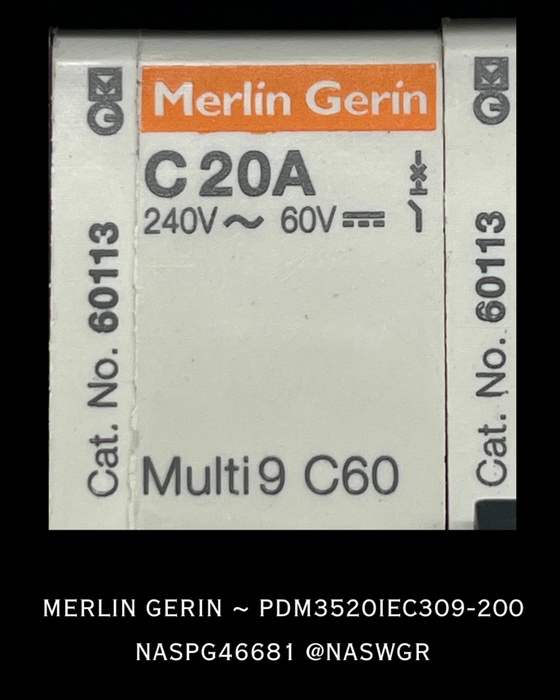 Cat. No. 60113
Merlin Gerin
C 20A
240V ~ 60V
Multi 9 C60
Cat. No. 60113
MERLIN GERIN ~ PDM3520IEC309-200
NASPG46681 @NASWGR